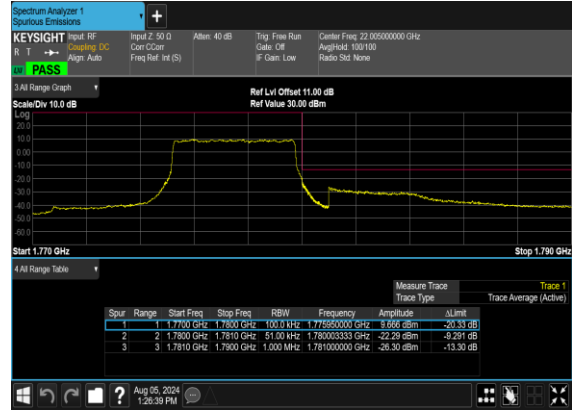 Spectrum Analyzer 1
Spurious Emissions
+
KEYSIGHT Input: RF Input Z: 50 Ω Atten: 40 dB Trig: Free Run Center Freq: 22.005000000 GHz
R T Coupling: DC Corr CCorr Gate: Off Avg|Hold: 100/100
Align: Auto Freq Ref: Int (S) IF Gain: Low Radio Std: None
PASS
3 All Range Graph
Ref Lvl Offset 11.00 dB
Scale/Div 10.0 dB Ref Value 30.00 dBm
Log
20.0
10.0
0.00
-10.0
-20.0
-30.0
-40.0
-50.0
-60.0
Start 1.770 GHz Stop 1.790 GHz
4 All Range Table
Measure Trace Trace 1
Trace Type Trace Average (Active)
Spur Range Start Freq Stop Freq RBW Frequency Amplitude ΔLimit
1 1 1.7700 GHz 1.7800 GHz 100.0 kHz 1.775950000 GHz 9.666 dBm -20.33 dB
2 2 1.7800 GHz 1.7810 GHz 51.00 kHz 1.780003333 GHz -22.29 dBm -9.291 dB
3 3 1.7810 GHz 1.7900 GHz 1.000 MHz 1.781000000 GHz -26.30 dBm -13.30 dB
? Aug 05, 2024
1:26:39 PM